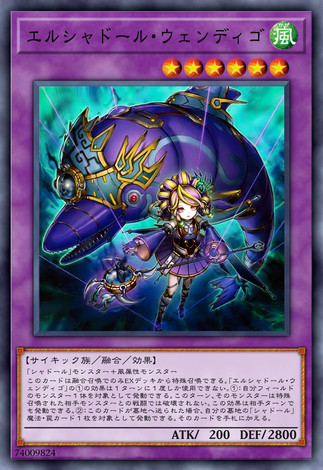 エルシャドール・ウェンディゴ
風
【サイキック族／融合／効果】
「シャドール」モンスター＋風属性モンスター
このカードは融合召喚でのみEXデッキから特殊召喚できる。「エルシャドール・ウ
ェンディゴ」の①の効果は１ターンに１度しか使用できない。①：自分フィールド
のモンスター１体を対象として発動できる。このターン、そのモンスターは特殊
召喚された相手モンスターとの戦闘では破壊されない。この効果は相手ターンで
も発動できる。②：このカードが墓地へ送られた場合、自分の墓地の「シャドール」
魔法・罠カード１枚を対象として発動できる。そのカードを手札に加える。
ATK/ 200 DEF/2800
74009824